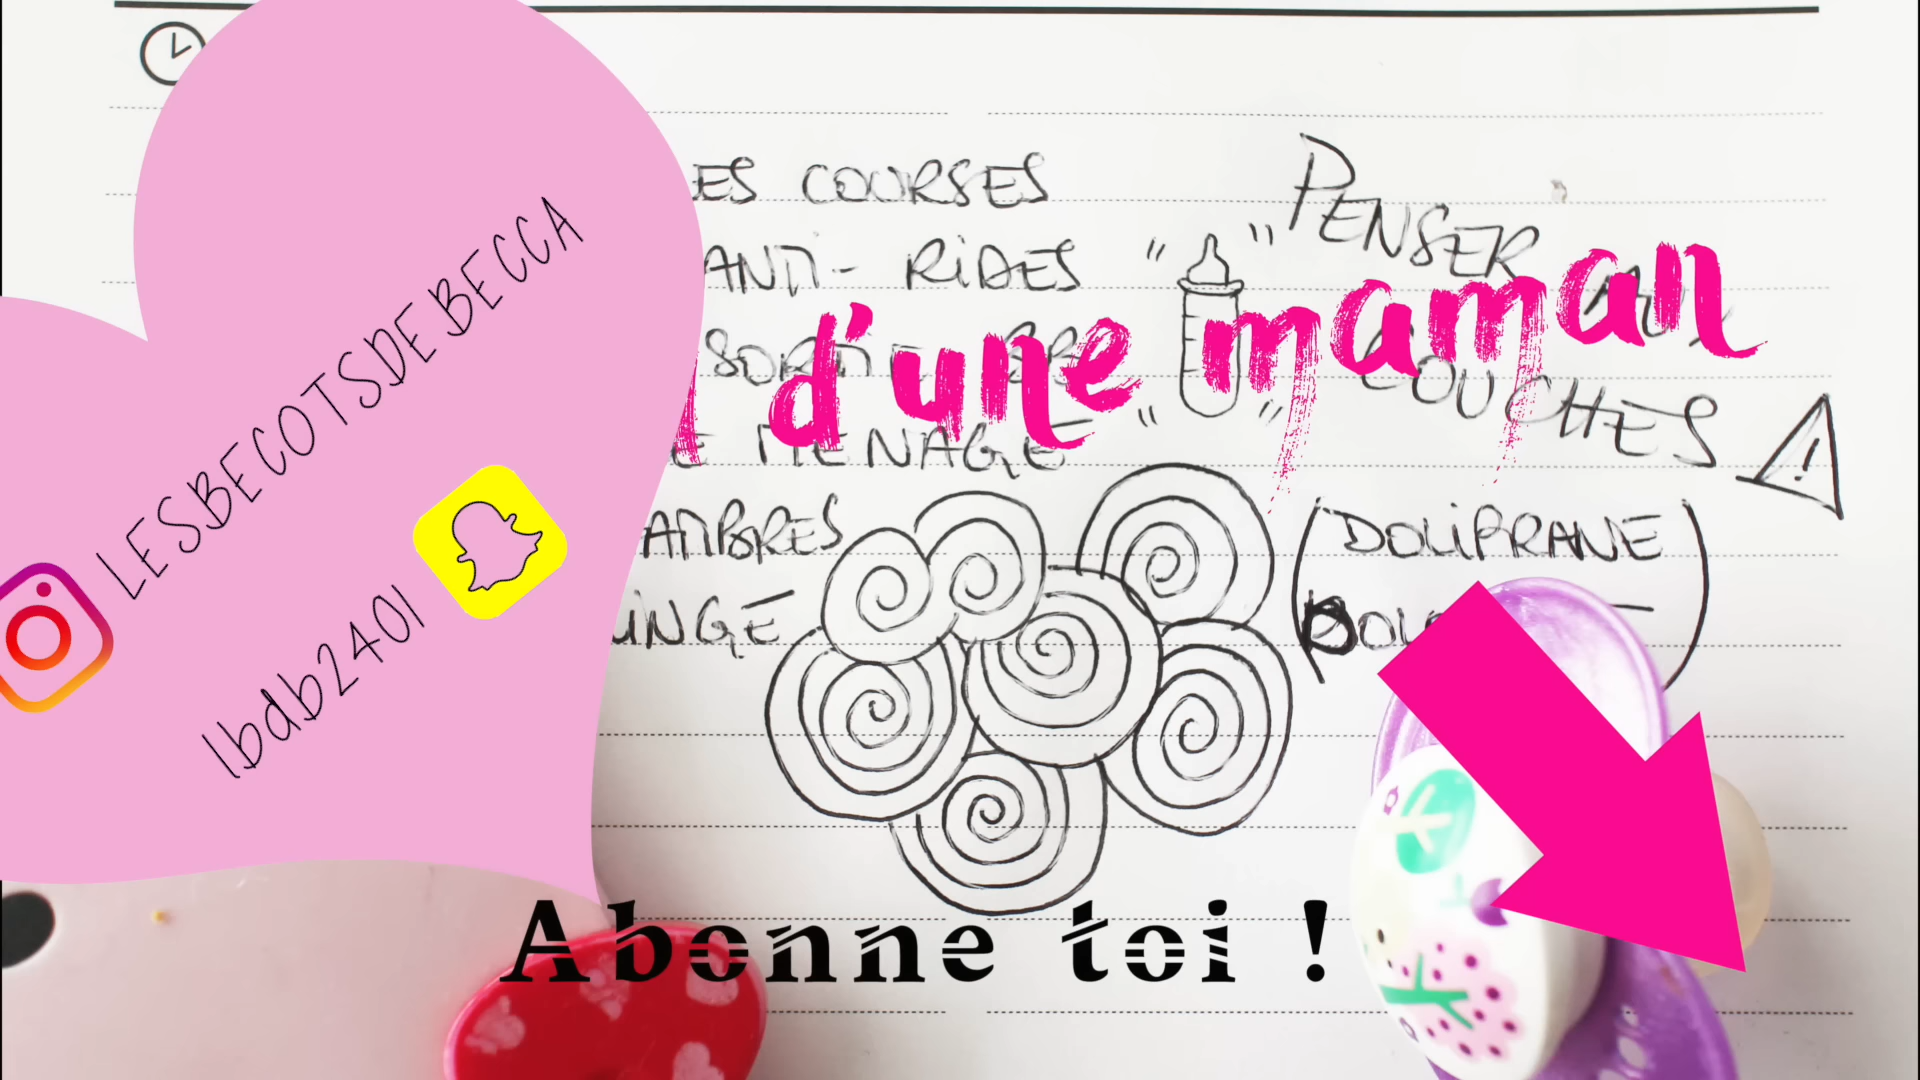 ES COURSES
ANTI- RIDES
" "
PENSER
d'une maman
COUCHES
E MENAGE
AMBRES
INGE
(DOLIPRANE
LESBECOTSDEBECCA
lbdb2401
Abonne toi !